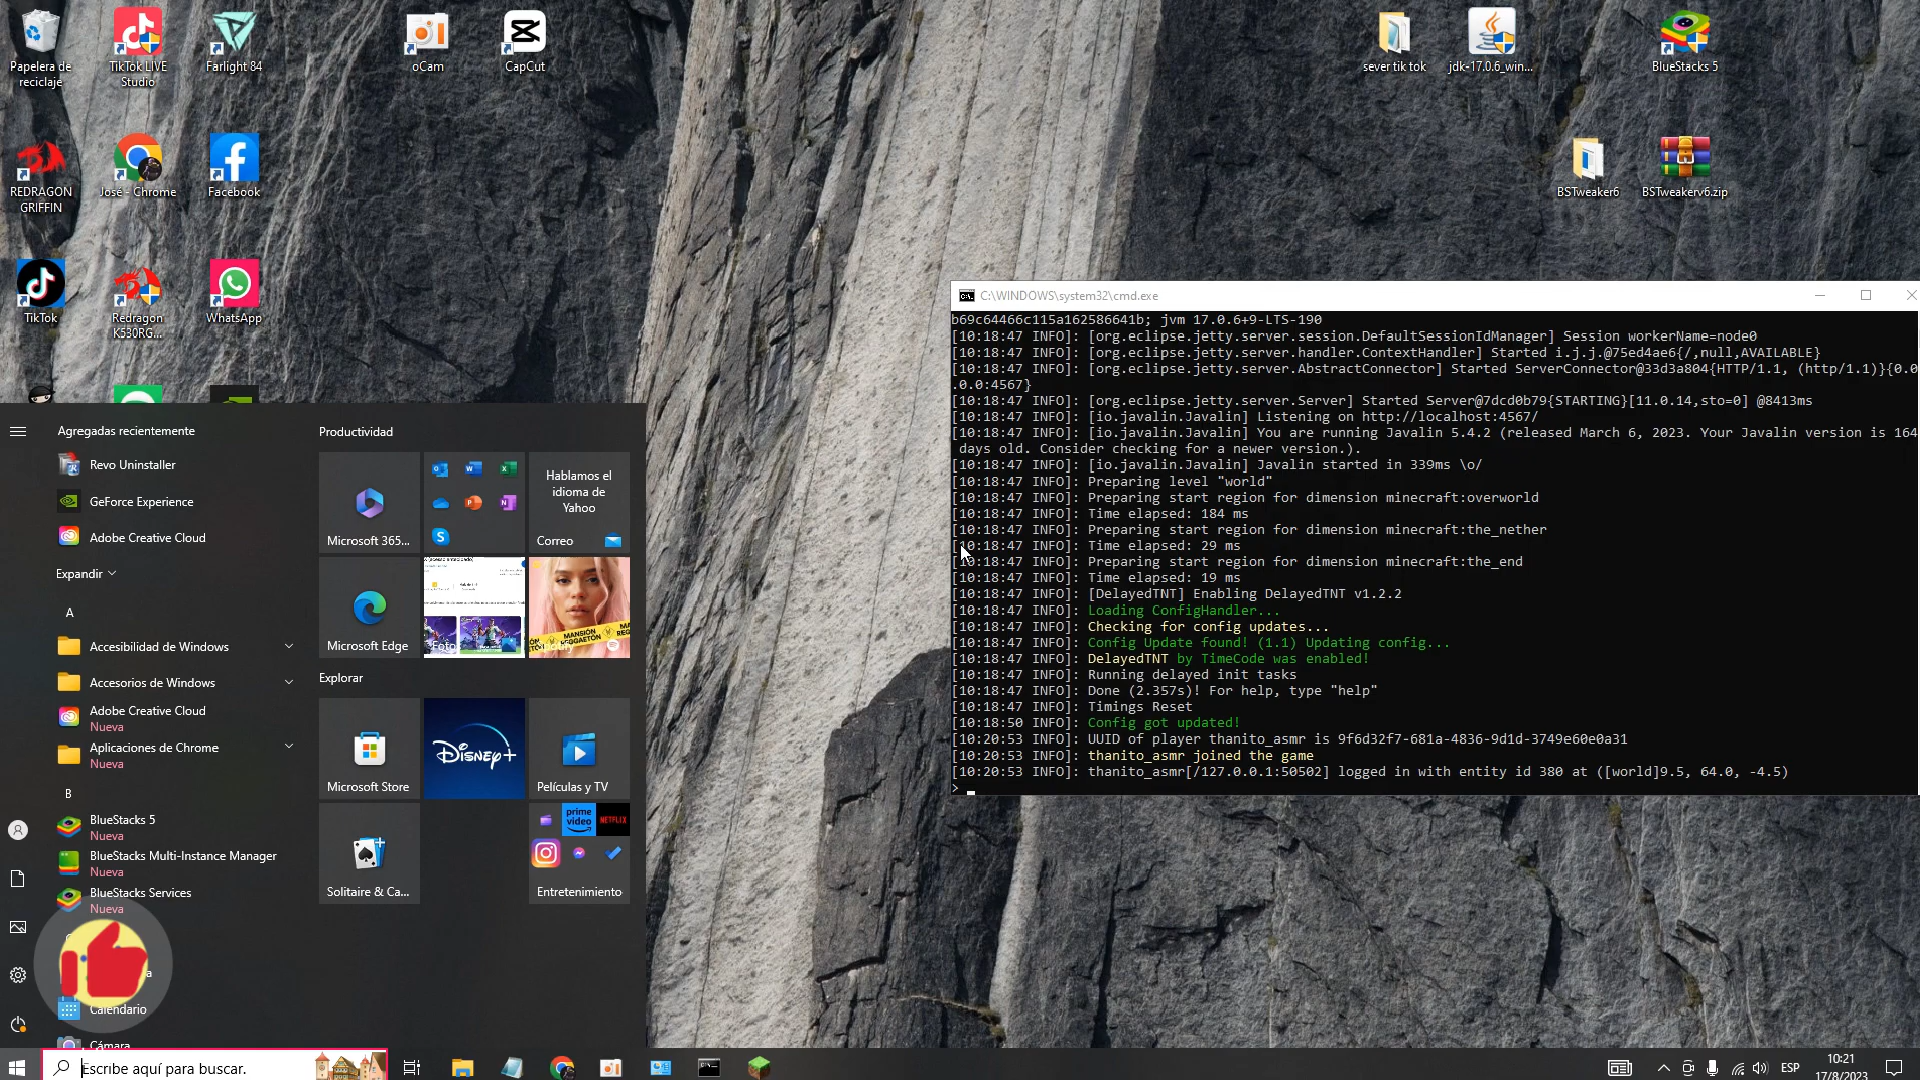 Papelera de
reciclaje
TikTok LIVE
Studio
Farlight 84
oCam
CapCut
sever tik tok
jdk-17.0.6_win...
BlueStacks 5
REDRAGON
GRIFFIN
José - Chrome
Facebook
BSTweaker6
BSTweakerv6.zip
TikTok
Redragon
K530RG...
WhatsApp
C:\WINDOWS\system32\cmd.exe
b69c64466c115a162586641b; jvm 17.0.6+9-LTS-190
[10:18:47 INFO]: [org.eclipse.jetty.server.session.DefaultSessionIdManager] Session workerName=node0
[10:18:47 INFO]: [org.eclipse.jetty.server.handler.ContextHandler] Started i.j.j.@75ed4ae6{/,null,AVAILABLE}
[10:18:47 INFO]: [org.eclipse.jetty.server.AbstractConnector] Started ServerConnector@33d3a804{HTTP/1.1, (http/1.1)}{0.0
.0.0:4567}
[10:18:47 INFO]: [org.eclipse.jetty.server.Server] Started Server@7dcd0b79{STARTING}[11.0.14,sto=0] @8413ms
[10:18:47 INFO]: [io.javalin.Javalin] Listening on http://localhost:4567/
[10:18:47 INFO]: [io.javalin.Javalin] You are running Javalin 5.4.2 (released March 6, 2023. Your Javalin version is 164
days old. Consider checking for a newer version.).
[10:18:47 INFO]: [io.javalin.Javalin] Javalin started in 339ms \o/
[10:18:47 INFO]: Preparing level "world"
[10:18:47 INFO]: Preparing start region for dimension minecraft:overworld
[10:18:47 INFO]: Time elapsed: 184 ms
[10:18:47 INFO]: Preparing start region for dimension minecraft:the_nether
[10:18:47 INFO]: Time elapsed: 29 ms
[10:18:47 INFO]: Preparing start region for dimension minecraft:the_end
[10:18:47 INFO]: Time elapsed: 19 ms
[10:18:47 INFO]: [DelayedTNT] Enabling DelayedTNT v1.2.2
[10:18:47 INFO]: Loading ConfigHandler...
[10:18:47 INFO]: Checking for config updates...
[10:18:47 INFO]: Config Update found! (1.1) Updating config...
[10:18:47 INFO]: DelayedTNT by TimeCode was enabled!
[10:18:47 INFO]: Running delayed init tasks
[10:18:47 INFO]: Done (2.357s)! For help, type "help"
[10:18:47 INFO]: Timings Reset
[10:18:50 INFO]: Config got updated!
[10:20:53 INFO]: UUID of player thanito_asmr is 9f6d32f7-681a-4836-9d1d-3749e60e0a31
[10:20:53 INFO]: thanito_asmr joined the game
[10:20:53 INFO]: thanito_asmr[/127.0.0.1:50502] logged in with entity id 380 at ([world]9.5, 64.0, -4.5)
>
Agregadas recientemente
Revo Uninstaller
GeForce Experience
Adobe Creative Cloud
Expandir
A
Accesibilidad de Windows
Accesorios de Windows
Adobe Creative Cloud
Nueva
Aplicaciones de Chrome
Nueva
B
BlueStacks 5
Nueva
BlueStacks Multi-Instance Manager
Nueva
BlueStacks Services
Nueva
Calendario
Cámara
Productividad
Microsoft 365...
Hablamos el
idioma de
Yahoo
Correo
Microsoft Edge
MANSIÓN
REGGAETÓN
Explorar
Microsoft Store
Disney+
Películas y TV
Solitaire & Ca...
prime
video
NETFLIX
Entretenimiento
Escribe aquí para buscar.
ESP
10:21
17/8/2023